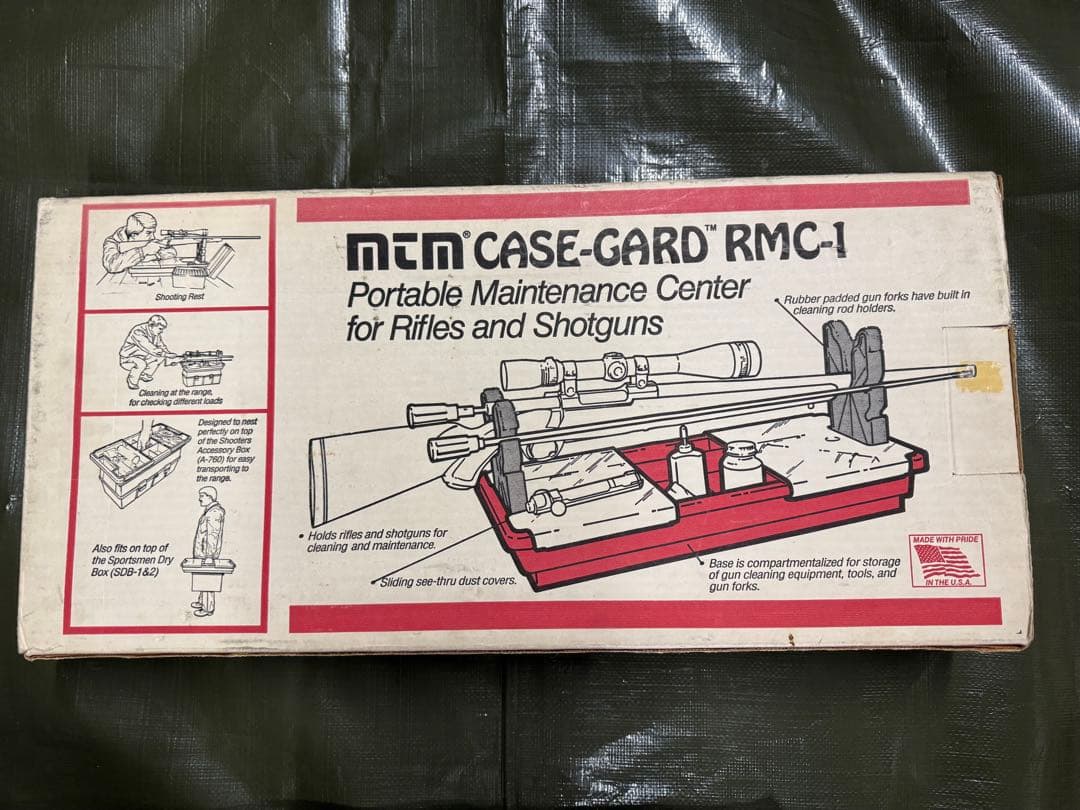 mtm® CASE-GARD™ RMC-1
Portable Maintenance Center
for Rifles and Shotguns
Rubber padded gun forks have built in
cleaning rod holders.
Shooting Rest
Cleaning at the range,
for checking different loads
Designed to nest
perfectly on top
of the Shooters
Accessory Box
(A-760) for easy
transporting to
the range.
Also fits on top of
the Sportsmen Dry
Box (SDB-1&2)
• Holds rifles and shotguns for
cleaning and maintenance.
Sliding see-thru dust covers.
Base is compartmentalized for storage
of gun cleaning equipment, tools, and
gun forks.
MADE WITH PRIDE
IN THE U.S.A.